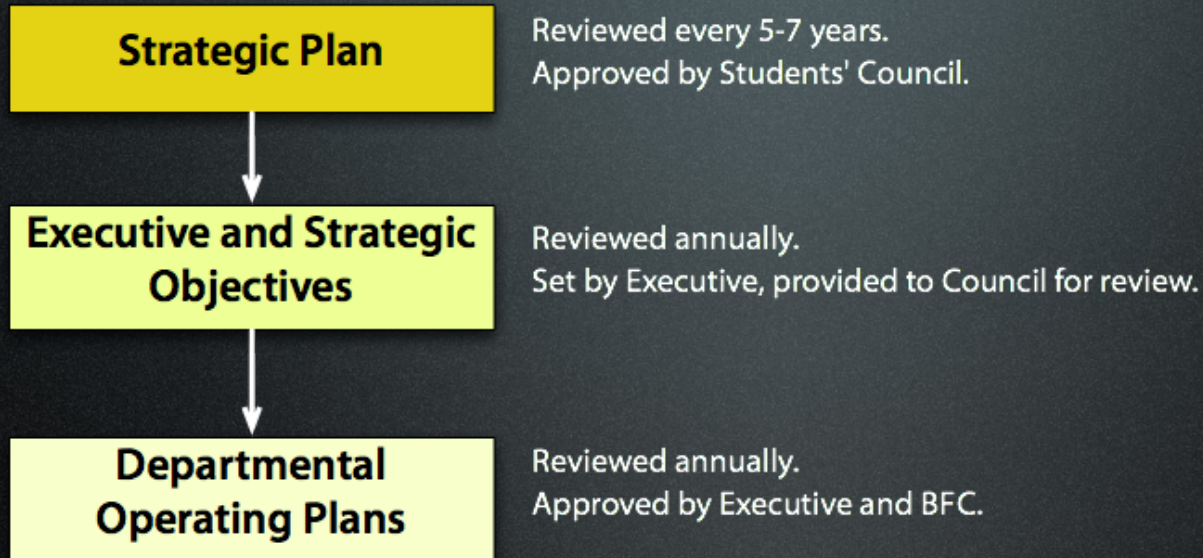 Strategic Plan
Reviewed every 5-7 years.
Approved by Students' Council.
Executive and Strategic
Objectives
Reviewed annually.
Set by Executive, provided to Council for review.
Departmental
Operating Plans
Reviewed annually.
Approved by Executive and BFC.